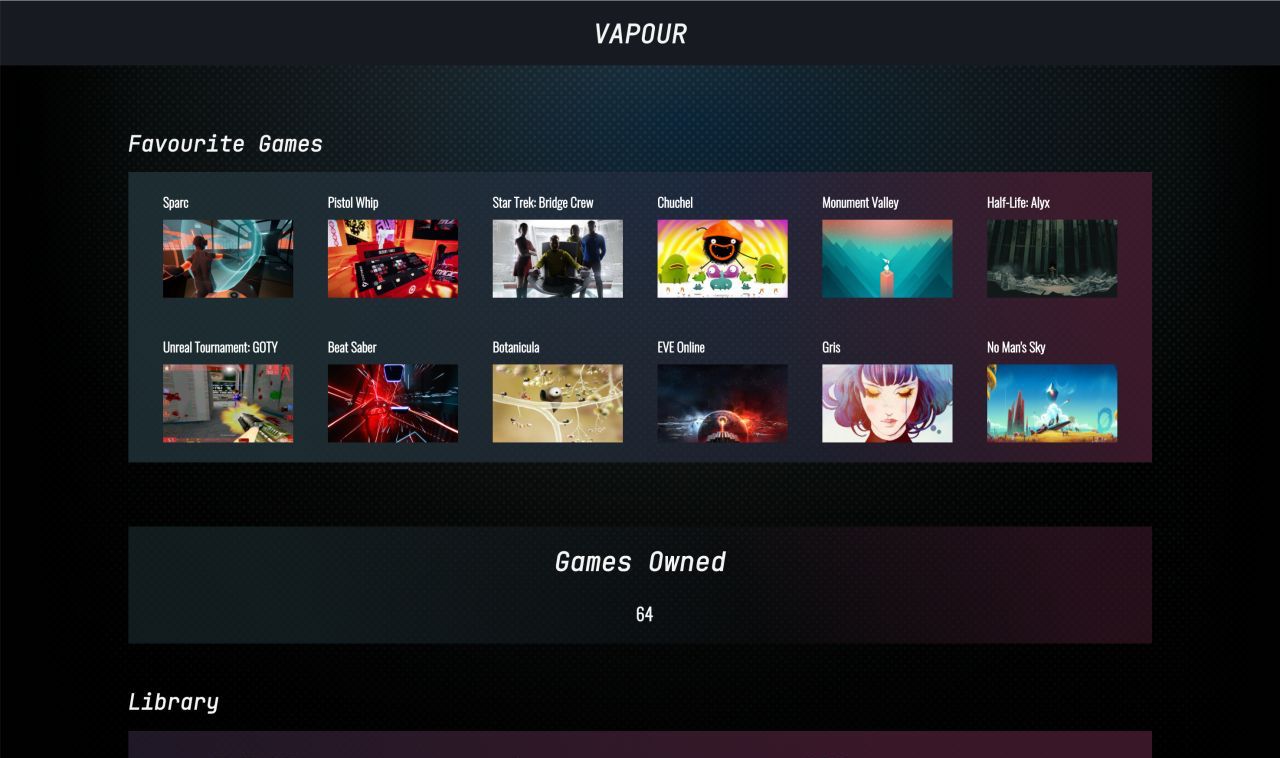 VAPOUR
Favourite Games
Sparc
Pistol Whip
Star Trek: Bridge Crew
Chuchel
Monument Valley
Half-Life: Alyx
Unreal Tournament: GOTY
Beat Saber
Botanicula
EVE Online
Gris
No Man's Sky
Games Owned
64
Library